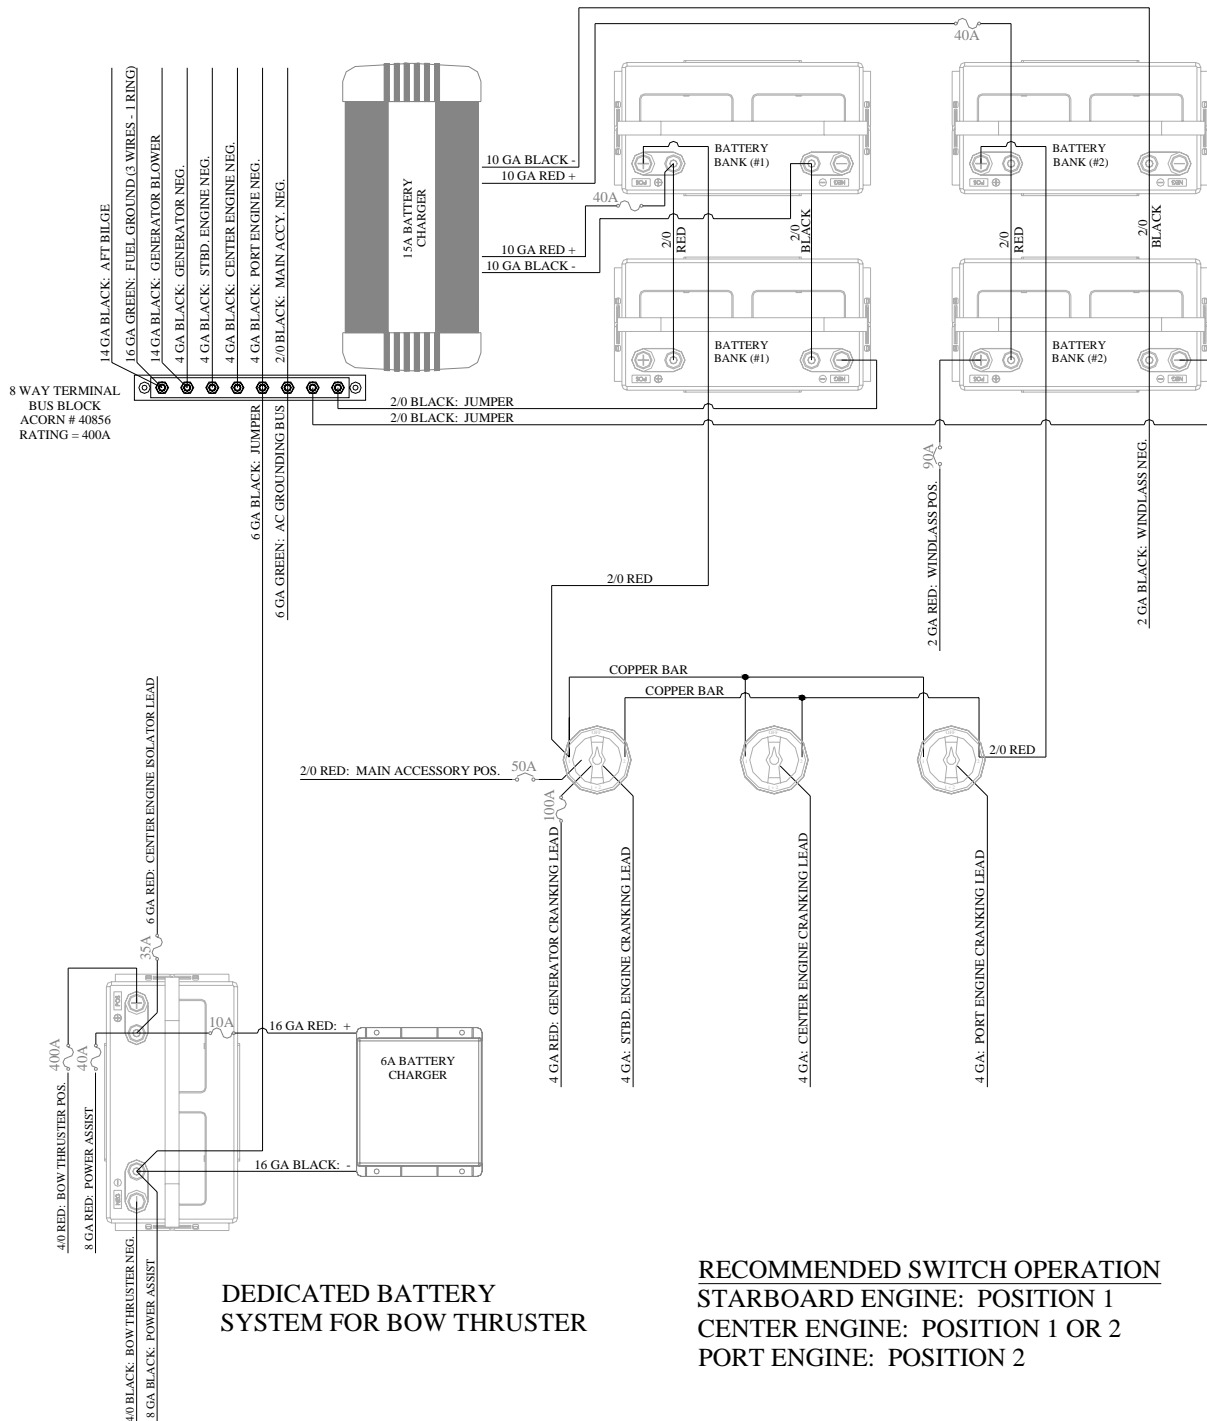 40A
14 GA BLACK: AFT BILGE
16 GA GREEN: FUEL GROUND (3 WIRES - 1 RING)
14 GA BLACK: GENERATOR BLOWER
4 GA BLACK: GENERATOR NEG.
4 GA BLACK: STBD. ENGINE NEG.
4 GA BLACK: CENTER ENGINE NEG.
4 GA BLACK: PORT ENGINE NEG.
2/0 BLACK: MAIN ACCY. NEG.
15A BATTERY
CHARGER
10 GA BLACK -
10 GA RED +
40A
10 GA RED +
10 GA BLACK -
BATTERY
BANK (#1)
POS
NEG
BATTERY
BANK (#2)
POS
NEG
2/0
RED
2/0
BLACK
2/0
RED
2/0
BLACK
BATTERY
BANK (#1)
POS
NEG
BATTERY
BANK (#2)
POS
NEG
8 WAY TERMINAL
BUS BLOCK
ACORN # 40856
RATING = 400A
2/0 BLACK: JUMPER
2/0 BLACK: JUMPER
6 GA BLACK: JUMPER
6 GA GREEN: AC GROUNDING BUS
90A
2 GA RED: WINDLASS POS.
2 GA BLACK: WINDLASS NEG.
2/0 RED
COPPER BAR
COPPER BAR
2/0 RED
2/0 RED: MAIN ACCESSORY POS.
50A
100A
4 GA RED: GENERATOR CRANKING LEAD
4 GA: STBD. ENGINE CRANKING LEAD
4 GA: CENTER ENGINE CRANKING LEAD
4 GA: PORT ENGINE CRANKING LEAD
6 GA RED: CENTER ENGINE ISOLATOR LEAD
35A
POS
10A
16 GA RED: +
6A BATTERY
CHARGER
400A
40A
4/0 RED: BOW THRUSTER POS.
8 GA RED: POWER ASSIST
16 GA BLACK: -
NEG
4/0 BLACK: BOW THRUSTER NEG.
8 GA BLACK: POWER ASSIST
DEDICATED BATTERY
SYSTEM FOR BOW THRUSTER
RECOMMENDED SWITCH OPERATION
STARBOARD ENGINE: POSITION 1
CENTER ENGINE: POSITION 1 OR 2
PORT ENGINE: POSITION 2